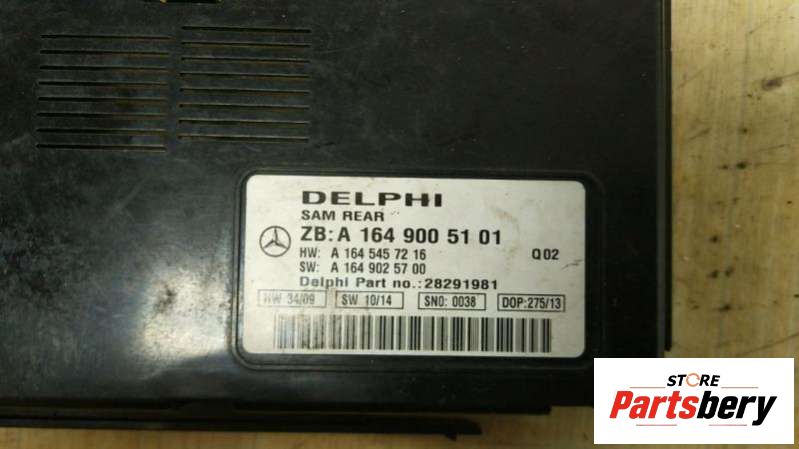 DELPHI
SAM REAR
ZB: A 164 900 51 01
HW: A 164 545 72 16 Q 02
SW: A 164 902 57 00
Delphi Part no.:28291981
HW 34/09 SW 10/14 SNO: 0038 DOP:275/13
STORE
Partsbery